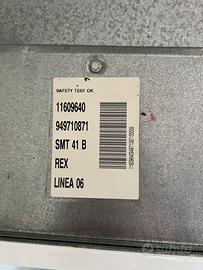 SAFETY TEST OK
11609640
949710871
SMT 41 B
REX
LINEA 06